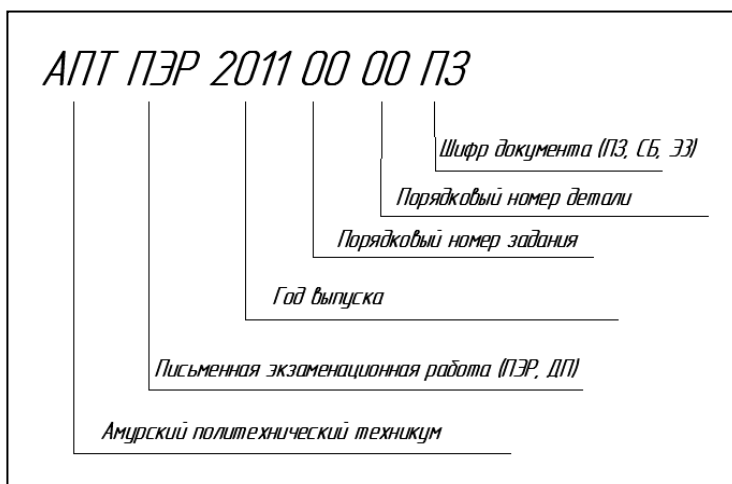 АПТ ПЭР 2011 00 00 ПЗ
Шифр документа (ПЗ, СБ, ЭЗ)
Порядковый номер детали
Порядковый номер задания
Год выпуска
Письменная экзаменационная работа (ПЭР, ДП)
Амурский политехнический техникум